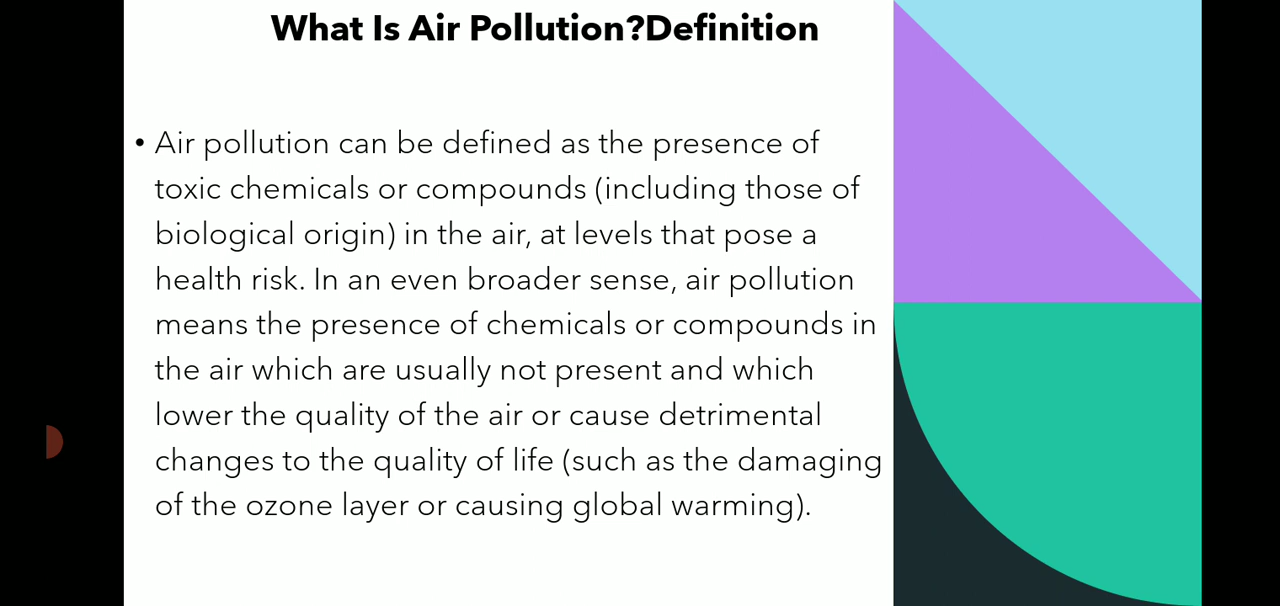 What Is Air Pollution?Definition
• Air pollution can be defined as the presence of
toxic chemicals or compounds (including those of
biological origin) in the air, at levels that pose a
health risk. In an even broader sense, air pollution
means the presence of chemicals or compounds in
the air which are usually not present and which
lower the quality of the air or cause detrimental
changes to the quality of life (such as the damaging
of the ozone layer or causing global warming).